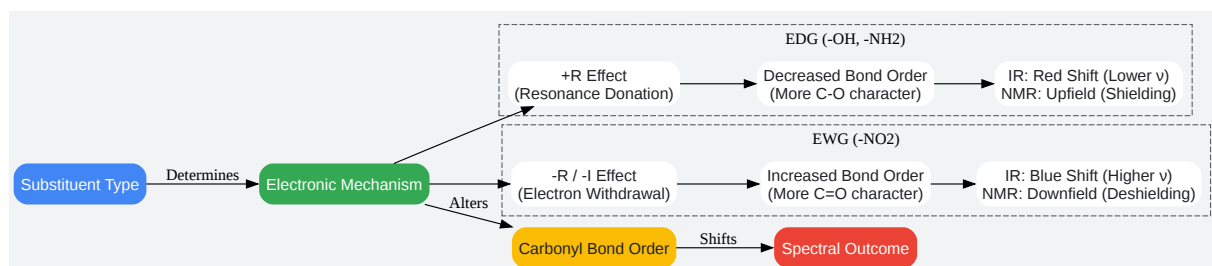 EDG (-OH, -NH2)
+R Effect
(Resonance Donation)
Decreased Bond Order
(More C-O character)
IR: Red Shift (Lower ν)
NMR: Upfield (Shielding)
EWG (-NO2)
Substituent Type
Determines
Electronic Mechanism
-R / -I Effect
(Electron Withdrawal)
Increased Bond Order
(More C=O character)
IR: Blue Shift (Higher ν)
NMR: Downfield (Deshielding)
Alters
Carbonyl Bond Order
Shifts
Spectral Outcome